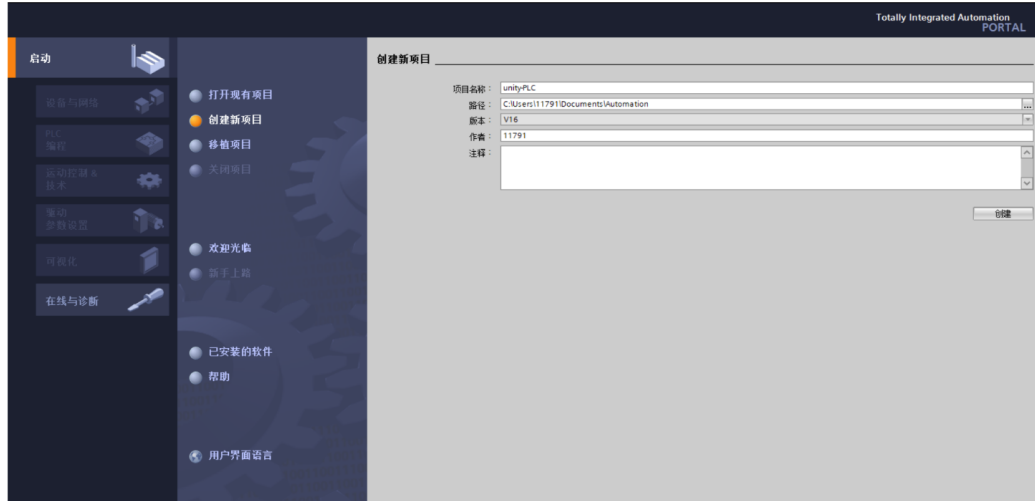 Totally Integrated Automation
PORTAL
启动
设备与网络
PLC
编程
运动控制 &
技术
驱动
参数设置
可视化
在线与诊断
打开现有项目
创建新项目
移植项目
关闭项目
欢迎光临
新手上路
已安装的软件
帮助
用户界面语言
创建新项目
项目名称： unity-PLC
路径： C:\Users\11791\Documents\Automation
...
版本： V16
作者： 11791
注释：
创建